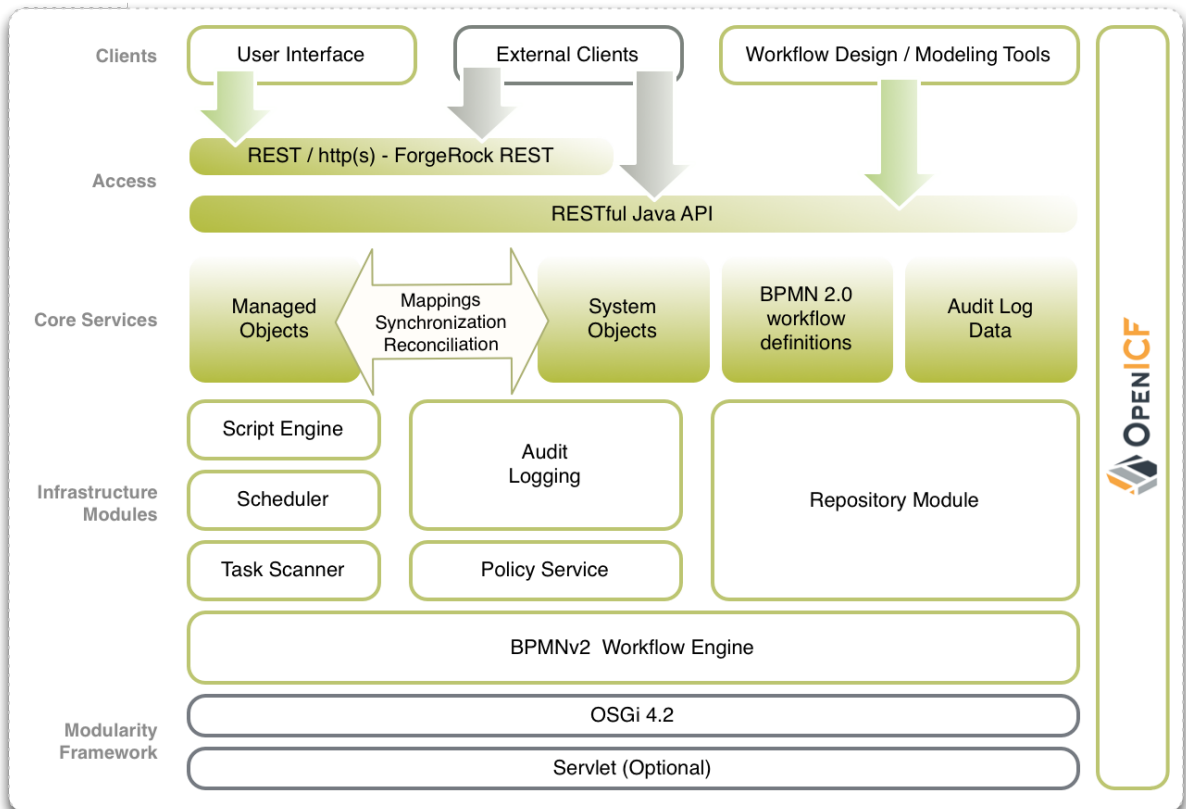 Clients
User Interface
External Clients
Workflow Design / Modeling Tools
REST / http(s) - ForgeRock REST
Access
RESTful Java API
Core Services
Managed
Objects
Mappings
Synchronization
Reconciliation
System
Objects
BPMN 2.0
workflow
definitions
Audit Log
Data
OPENICF
Infrastructure
Modules
Script Engine
Scheduler
Task Scanner
Audit
Logging
Policy Service
Repository Module
BPMNv2 Workflow Engine
Modularity
Framework
OSGi 4.2
Servlet (Optional)